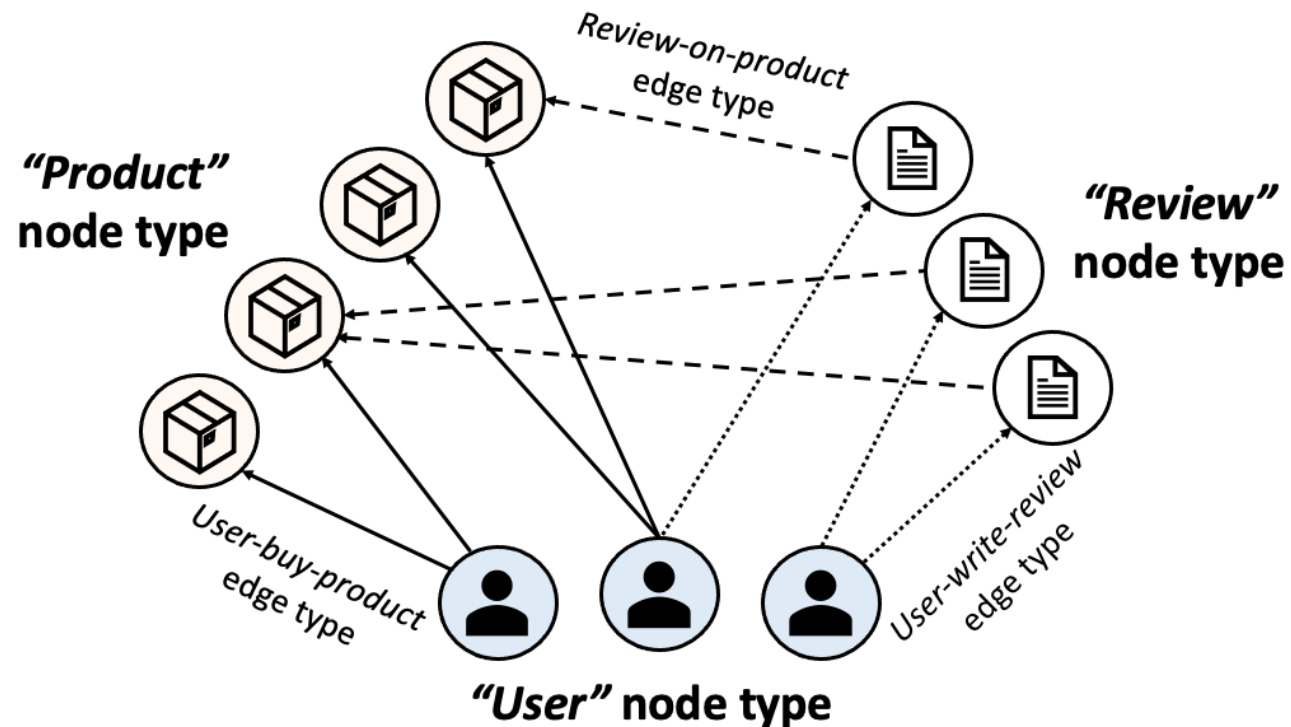 Review-on-product
edge type
“Product”
node type
“Review”
node type
User-buy-product
edge type
User-write-review
edge type
“User” node type